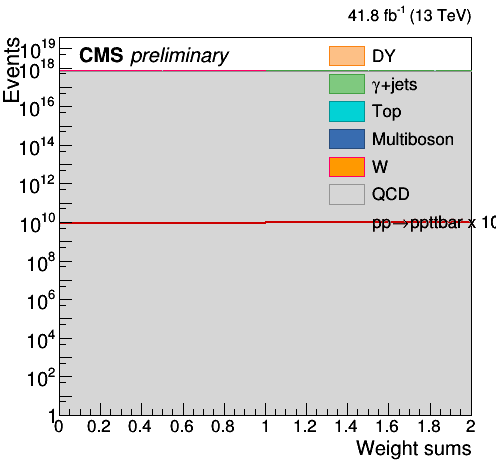 41.8 fb⁻¹ (13 TeV)
CMS preliminary
Events
DY
γ+jets
Top
Multiboson
W
QCD
pp→ppttbar x 10
10¹⁹
10¹⁸
10¹⁶
10¹⁴
10¹²
10¹⁰
10⁸
10⁶
10⁴
10²
1
0 0.2 0.4 0.6 0.8 1 1.2 1.4 1.6 1.8 2
Weight sums